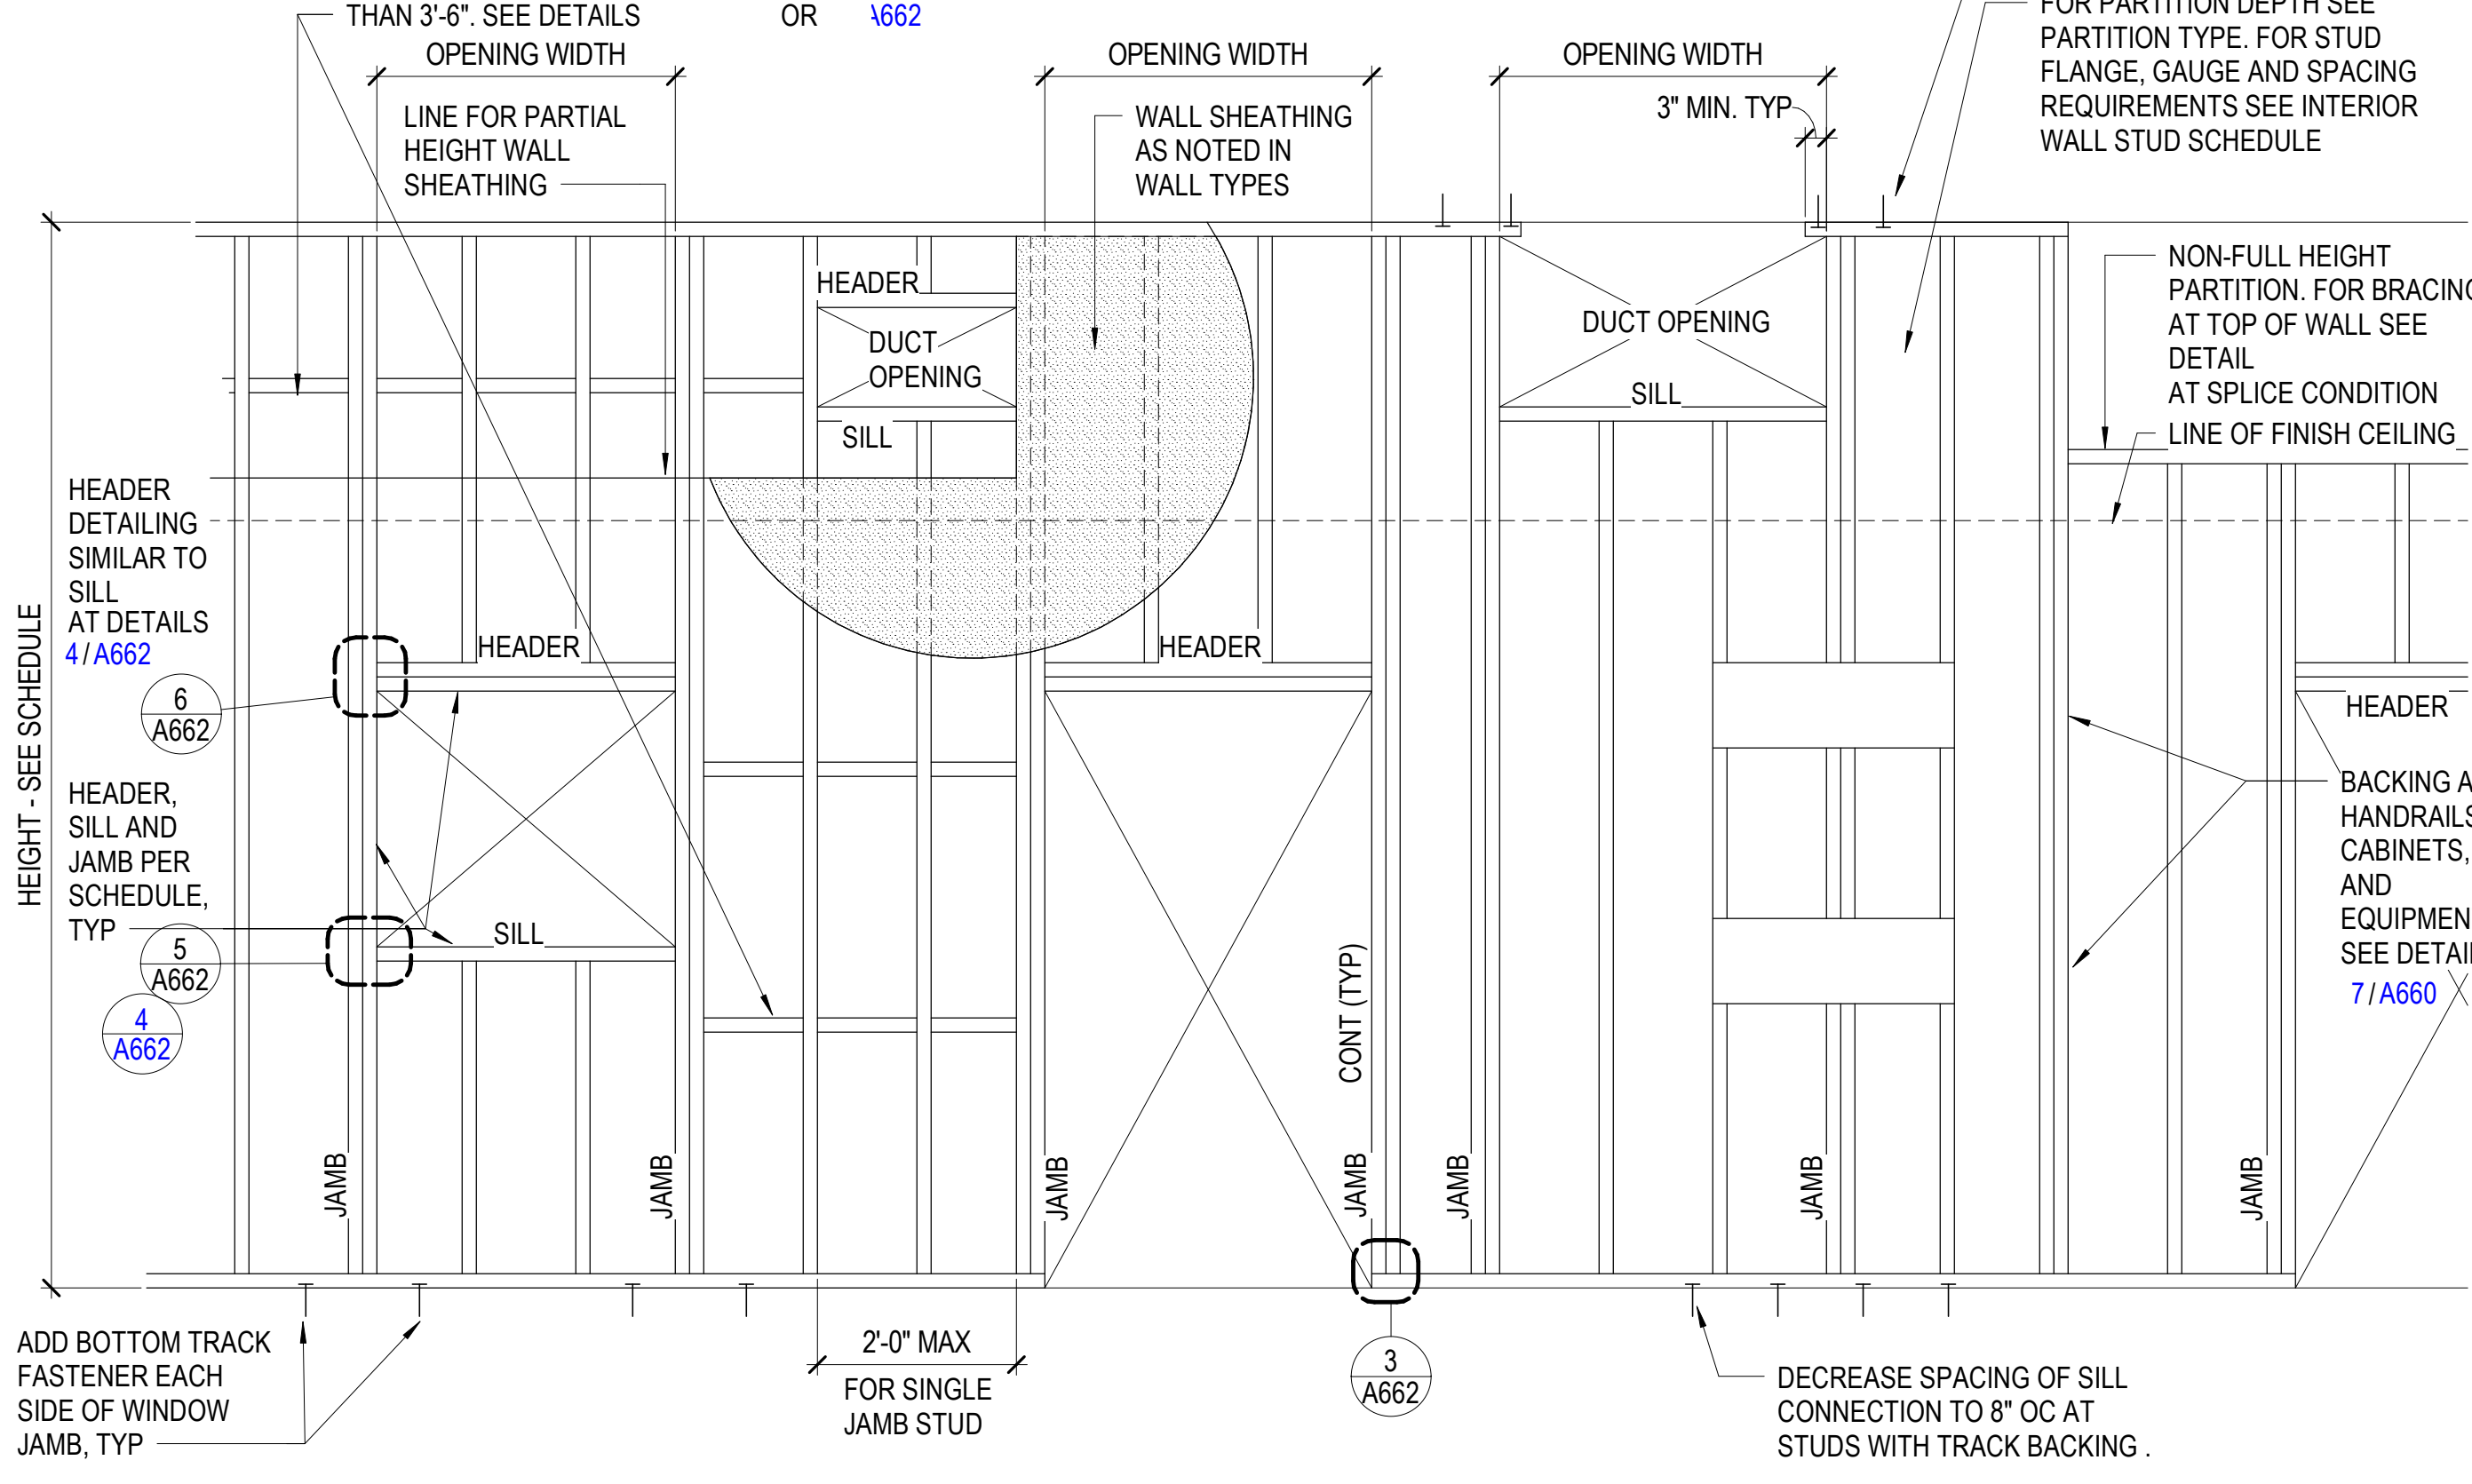 THAN 3'-6". SEE DETAILS OR A662
FOR PARTITION DEPTH SEE
PARTITION TYPE. FOR STUD
FLANGE, GAUGE AND SPACING
REQUIREMENTS SEE INTERIOR
WALL STUD SCHEDULE
OPENING WIDTH
OPENING WIDTH
OPENING WIDTH
3" MIN. TYP
LINE FOR PARTIAL
HEIGHT WALL
SHEATHING
WALL SHEATHING
AS NOTED IN
WALL TYPES
NON-FULL HEIGHT
PARTITION. FOR BRACING
AT TOP OF WALL SEE
DETAIL
AT SPLICE CONDITION
LINE OF FINISH CEILING
HEADER
DUCT
OPENING
SILL
DUCT OPENING
SILL
HEADER
DETAILING
SIMILAR TO
SILL
AT DETAILS
4/A662
HEIGHT - SEE SCHEDULE
6
A662
HEADER
HEADER
HEADER
HEADER,
SILL AND
JAMB PER
SCHEDULE,
TYP
5
A662
4
A662
SILL
BACKING A
HANDRAILS
CABINETS,
AND
EQUIPMEN
SEE DETAI
7/A660
CONT (TYP)
JAMB
JAMB
JAMB
JAMB
JAMB
JAMB
JAMB
ADD BOTTOM TRACK
FASTENER EACH
SIDE OF WINDOW
JAMB, TYP
2'-0" MAX
FOR SINGLE
JAMB STUD
3
A662
DECREASE SPACING OF SILL
CONNECTION TO 8" OC AT
STUDS WITH TRACK BACKING .